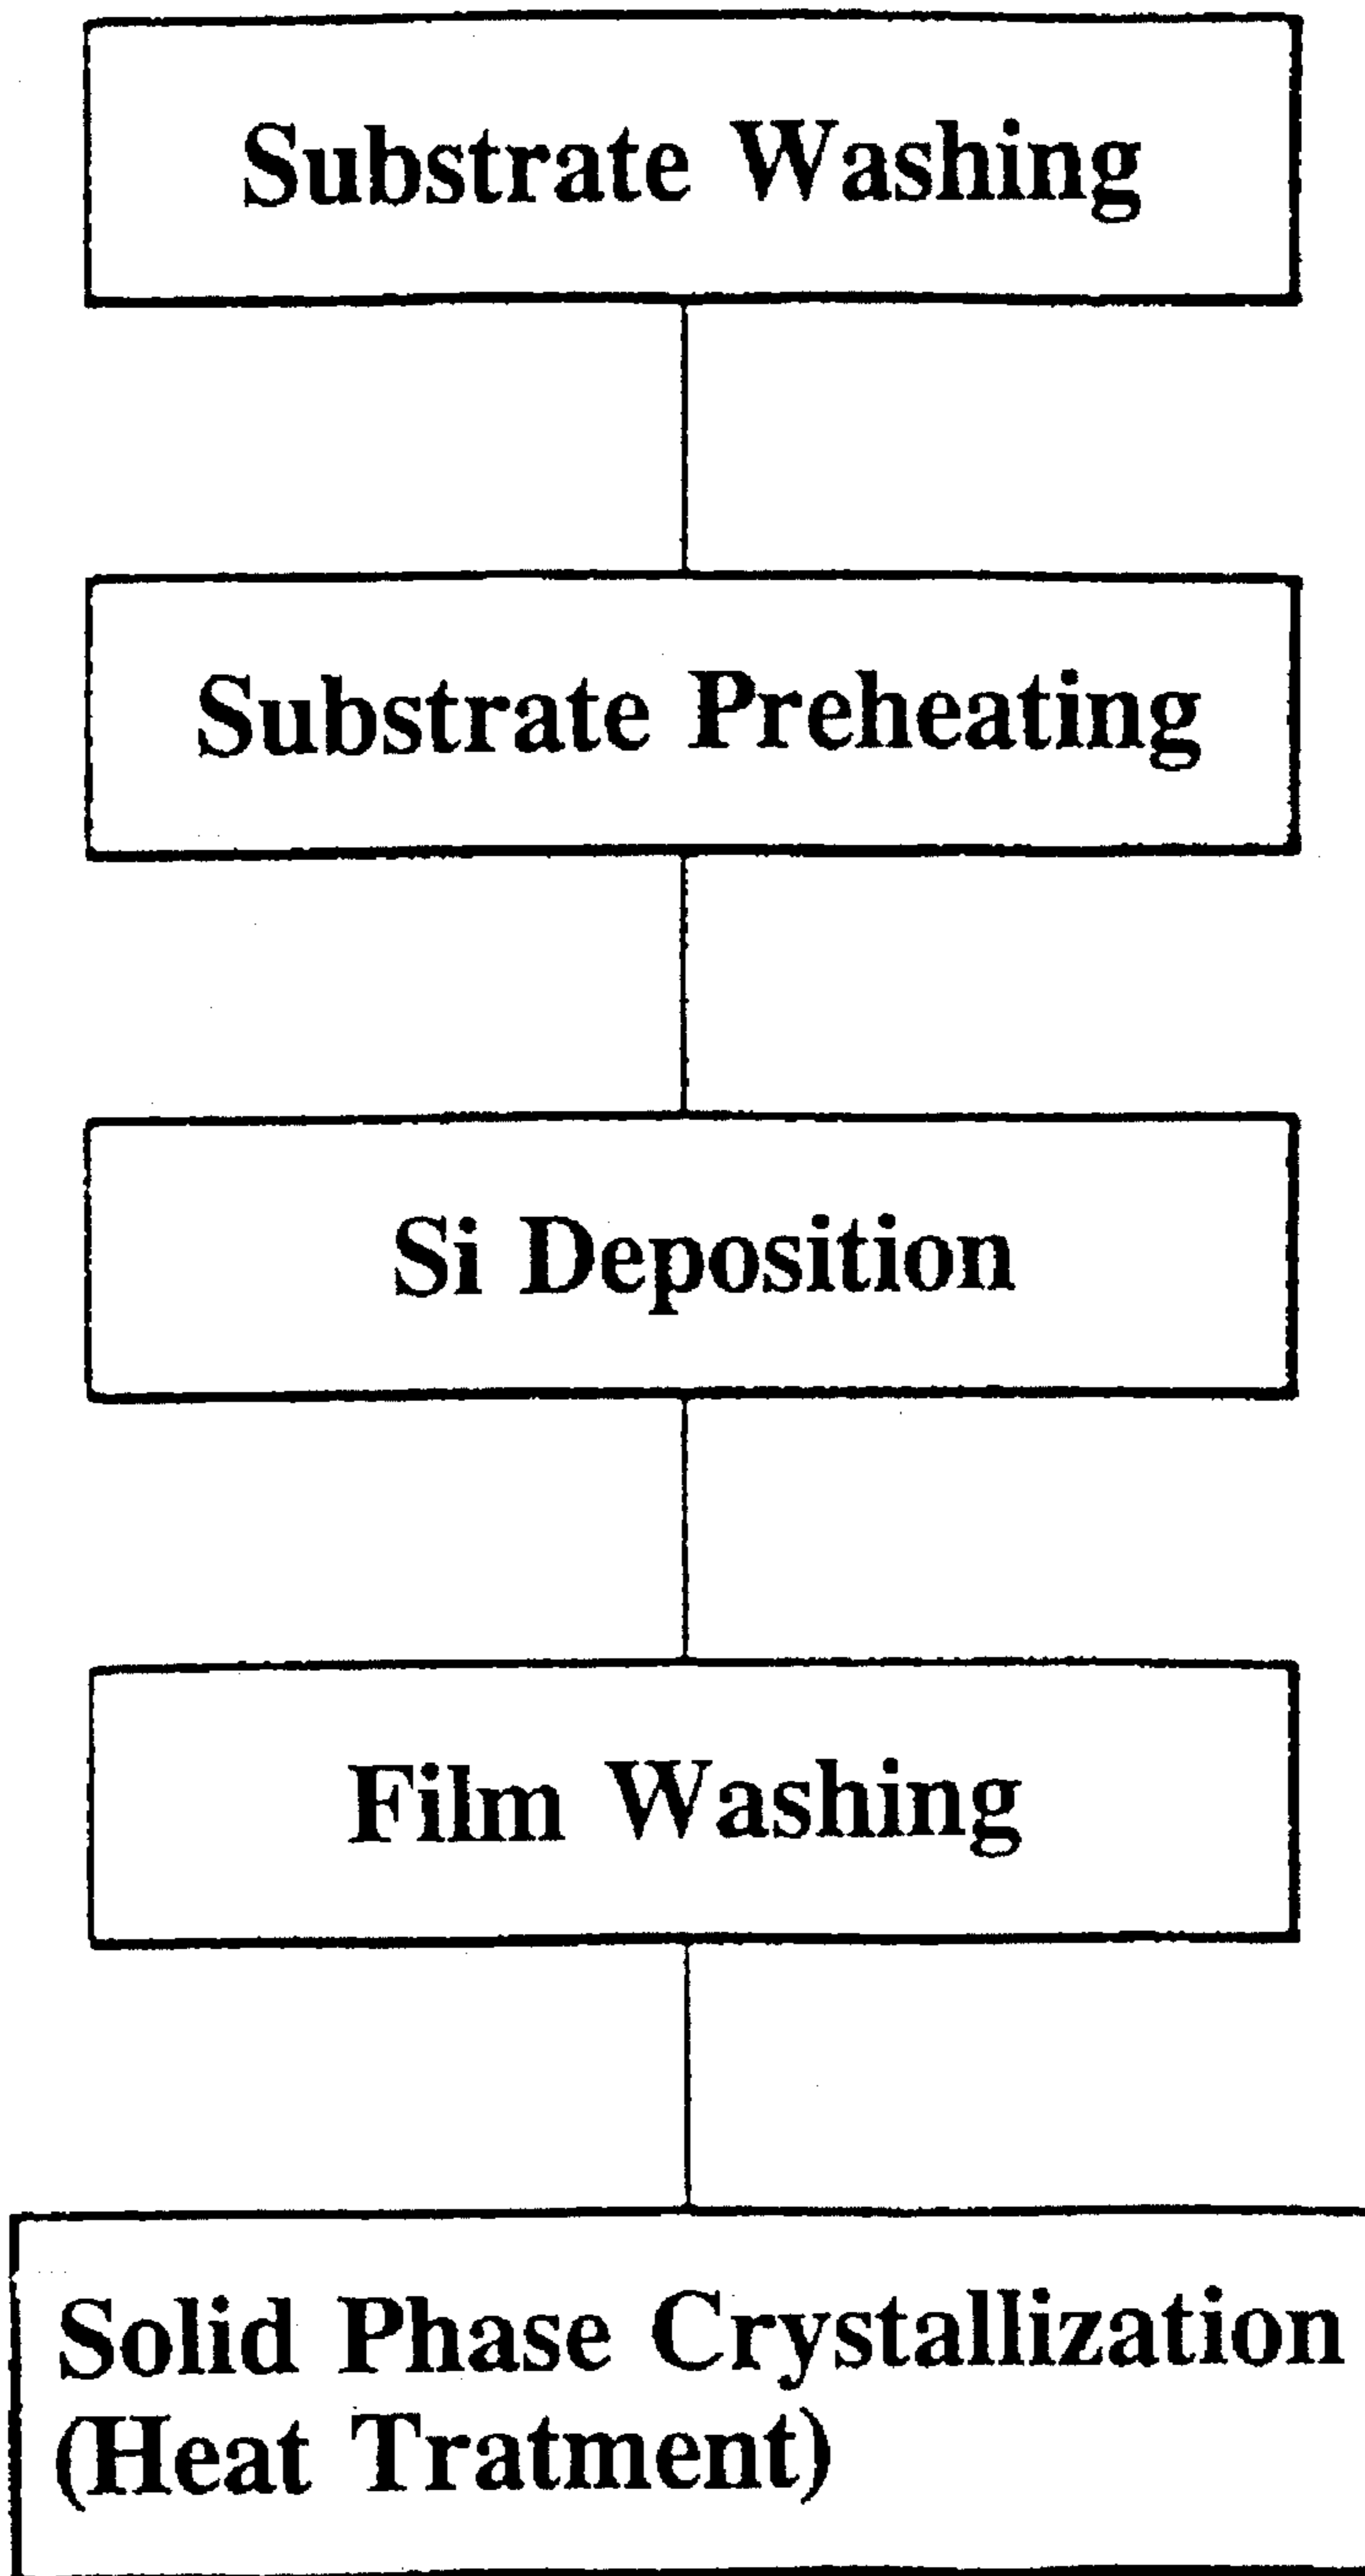 Substrate Washing
Substrate Preheating
Si Deposition
Film Washing
Solid Phase Crystallization
(Heat Tratment)